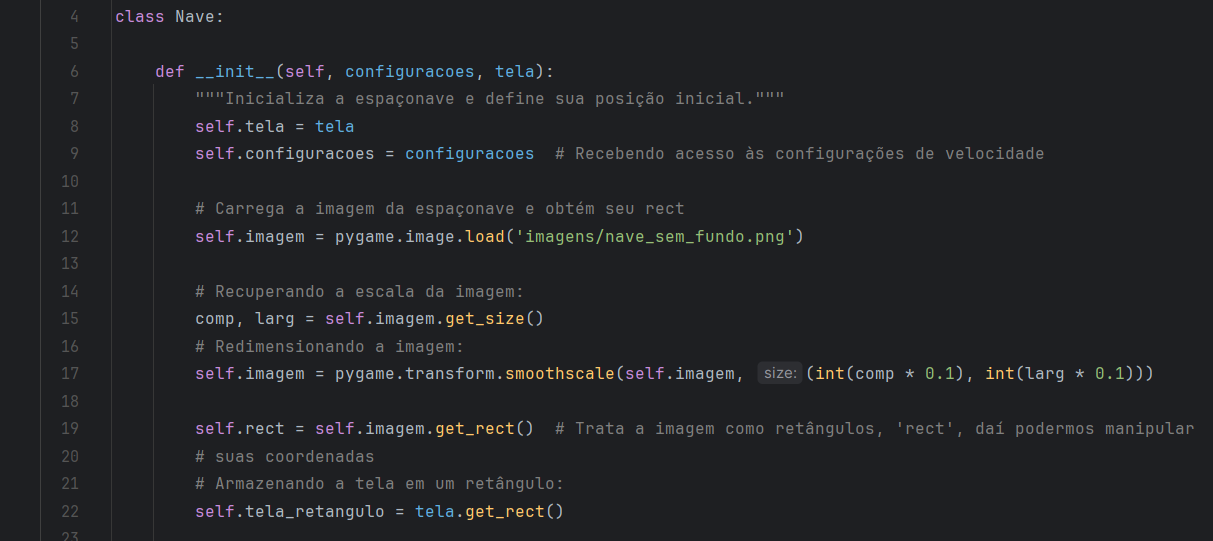 4 class Nave:
5
6 def __init__(self, configuracoes, tela):
7 """Inicializa a espaçonave e define sua posição inicial."""
8 self.tela = tela
9 self.configuracoes = configuracoes  # Recebendo acesso às configurações de velocidade
10
11 # Carrega a imagem da espaçonave e obtém seu rect
12 self.imagem = pygame.image.load('imagens/nave_sem_fundo.png')
13
14 # Recuperando a escala da imagem:
15 comp, larg = self.imagem.get_size()
16 # Redimensionando a imagem:
17 self.imagem = pygame.transform.smoothscale(self.imagem, size: (int(comp * 0.1), int(larg * 0.1)))
18
19 self.rect = self.imagem.get_rect()  # Trata a imagem como retângulos, 'rect', daí podermos manipular
20 # suas coordenadas
21 # Armazenando a tela em um retângulo:
22 self.tela_retangulo = tela.get_rect()
23